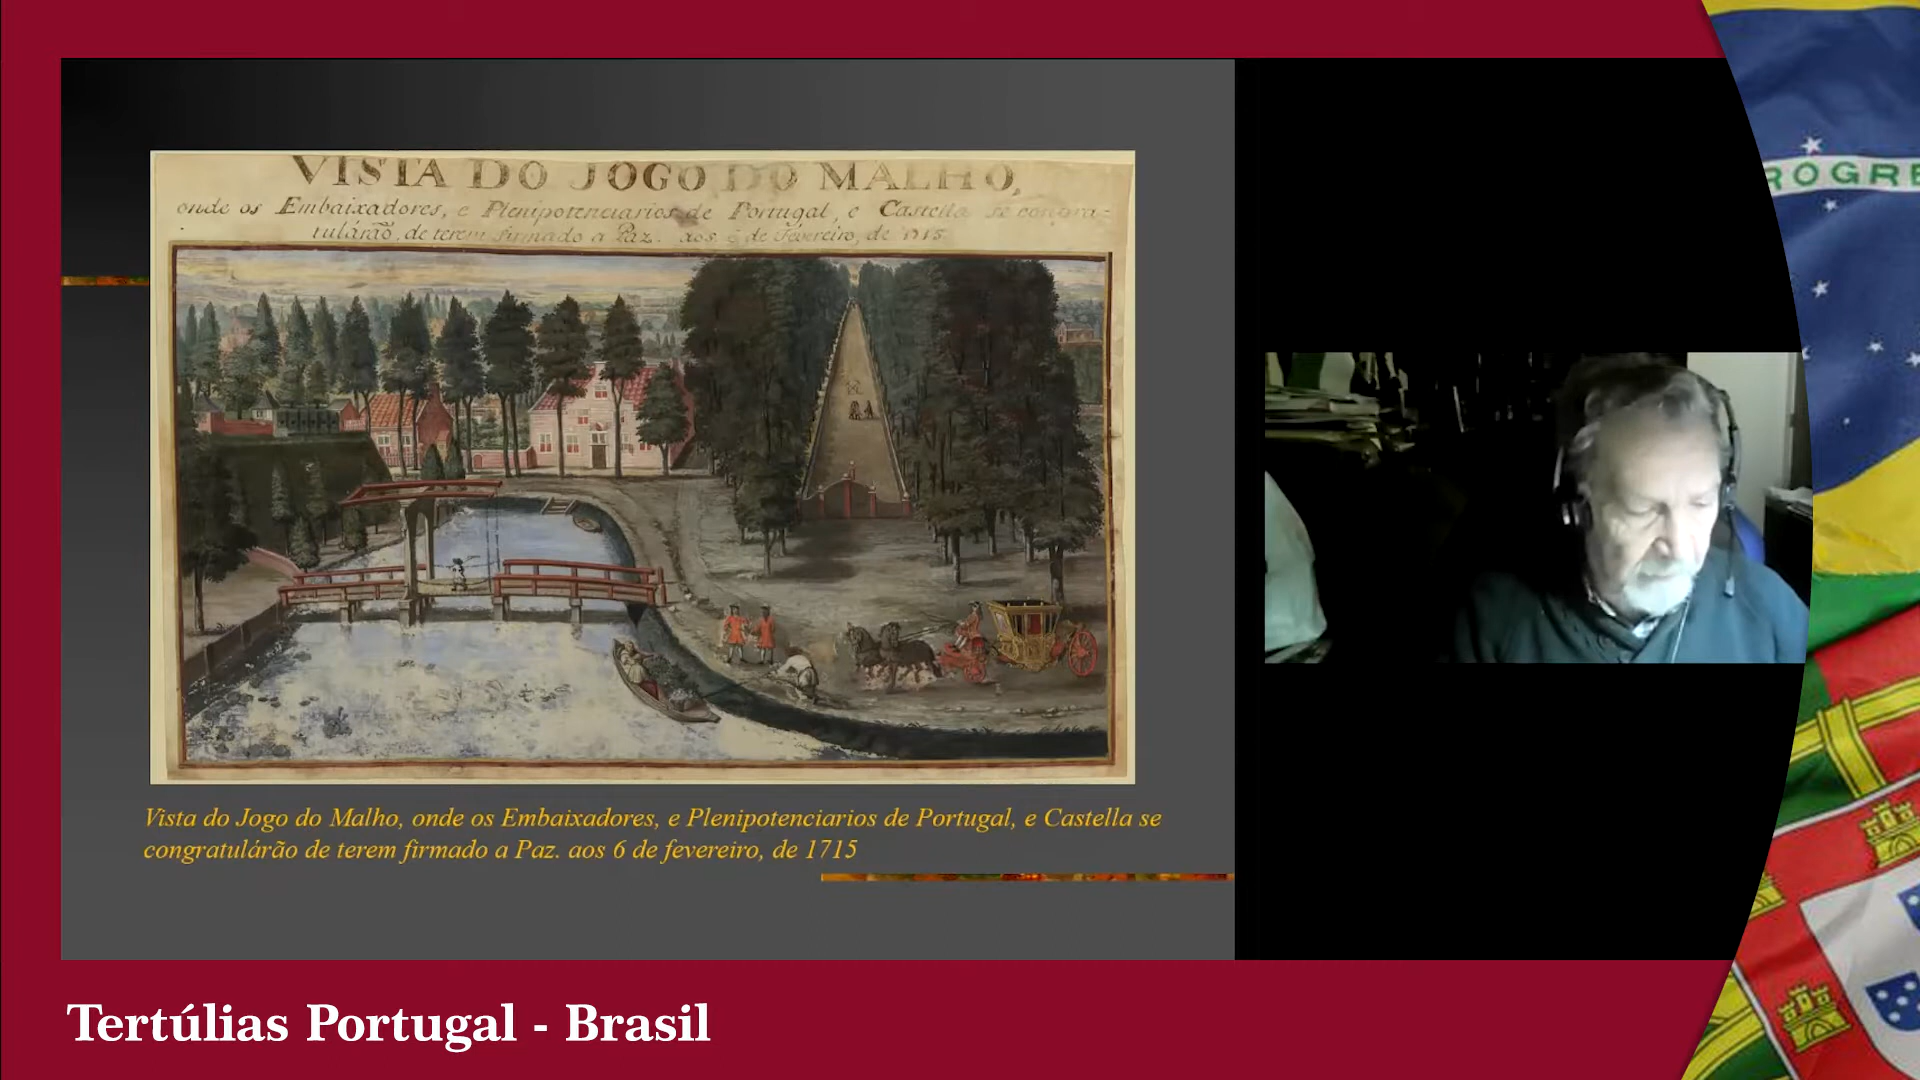 VISTA DO JOGO DO MALHO,
onde os Embaixadores, e Plenipotenciarios de Portugal, e Castella se congra-
tulárão, de terem firmado a Paz. aos 6 de Fevereiro, de 1715.
Vista do Jogo do Malho, onde os Embaixadores, e Plenipotenciarios de Portugal, e Castella se
congratulárão de terem firmado a Paz. aos 6 de fevereiro, de 1715
ROGRE
Tertúlias Portugal - Brasil